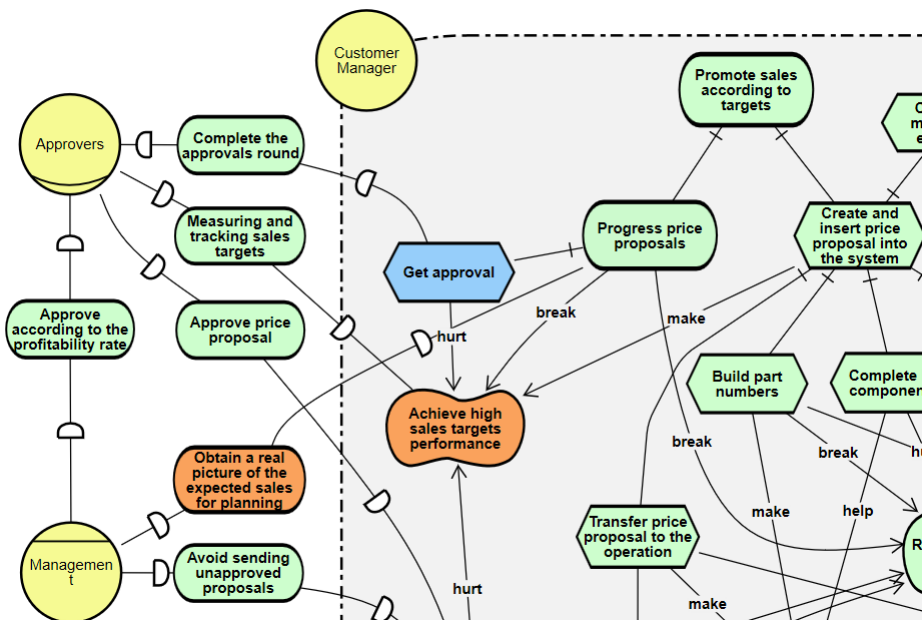 Customer
Manager
Promote sales
according to
targets
Approvers
Complete the
approvals round
Measuring and
tracking sales
targets
Progress price
proposals
Create and
insert price
proposal into
the system
Get approval
Approve
according to the
profitability rate
Approve price
proposal
hurt
break
make
Build part
numbers
Complete
Achieve high
sales targets
performance
break
break
Obtain a real
picture of the
expected sales
for planning
make
help
Transfer price
proposal to the
operation
Managemen
t
Avoid sending
unapproved
proposals
hurt
make